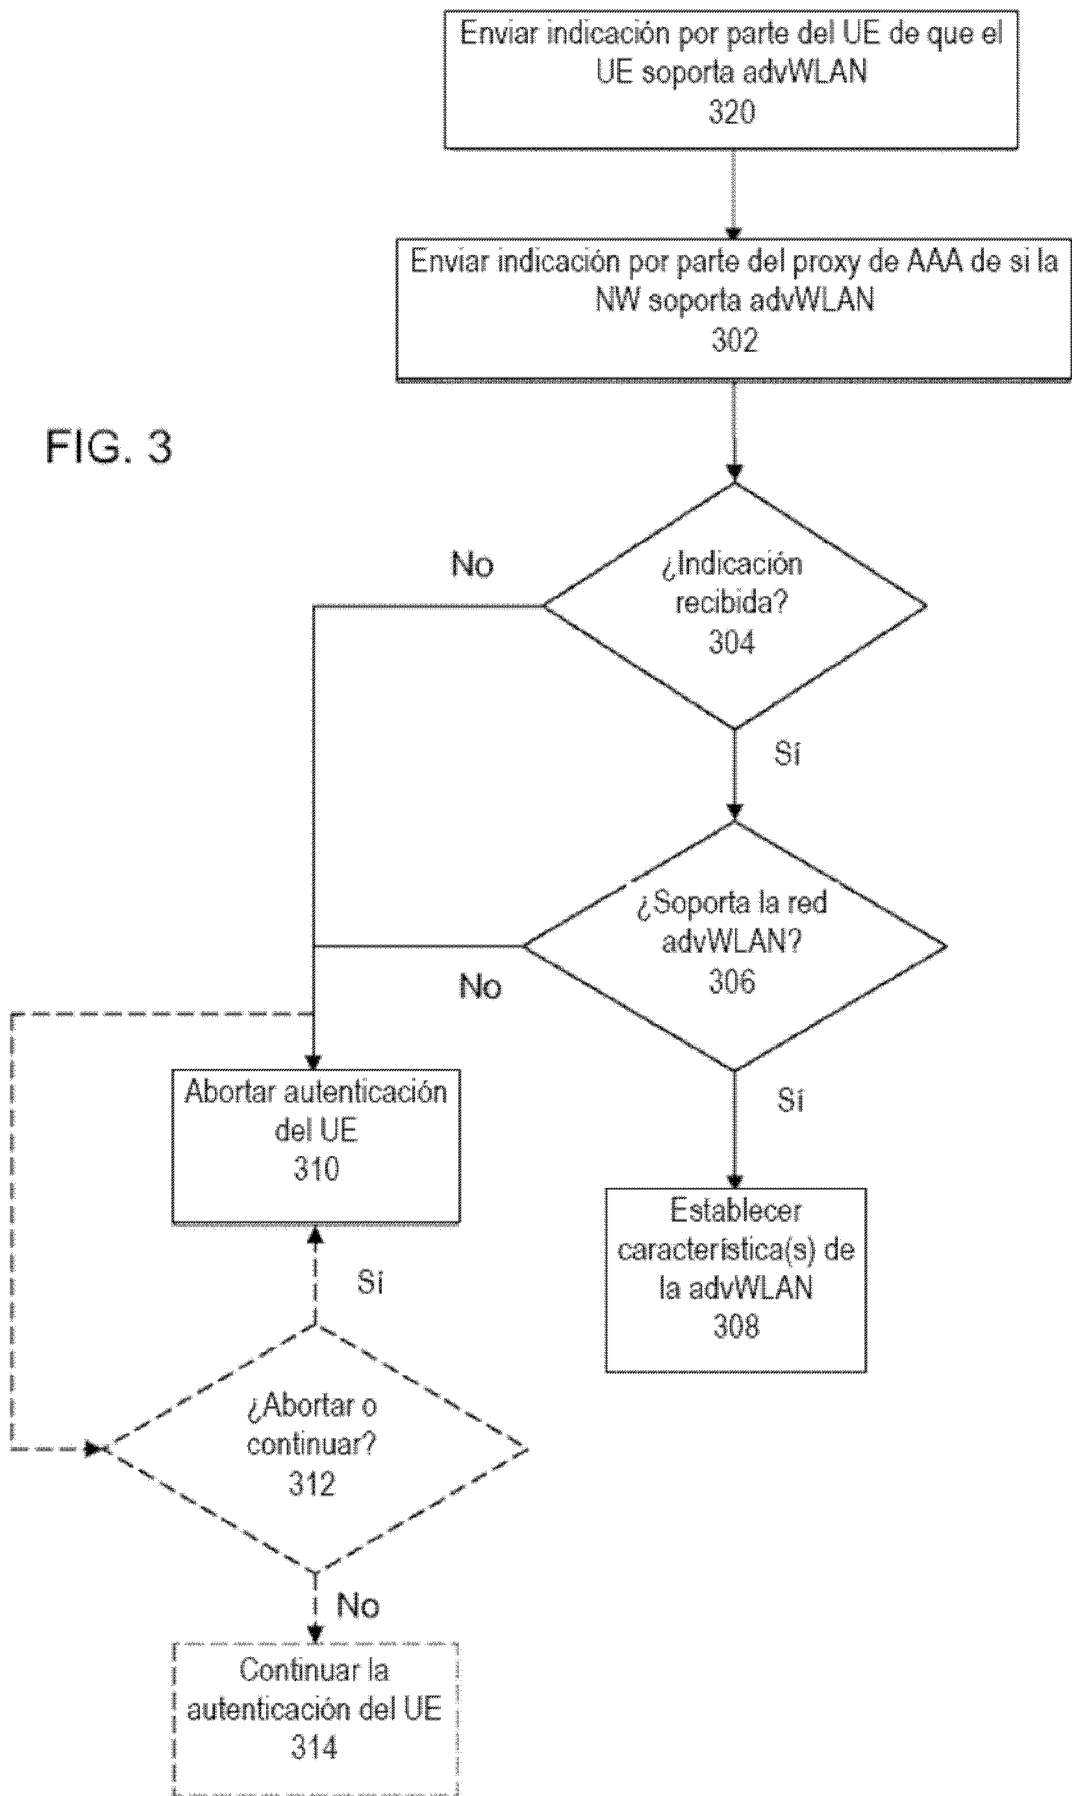 Enviar indicación por parte del UE de que el
UE soporta advWLAN
320
Enviar indicación por parte del proxy de AAA de si la
NW soporta advWLAN
302
FIG. 3
No
¿Indicación
recibida?
304
Sí
¿Soporta la red
advWLAN?
306
No
Sí
Abortar autenticación
del UE
310
Establecer
característica(s) de
la advWLAN
308
Sí
¿Abortar o
continuar?
312
No
Continuar la
autenticación del UE
314